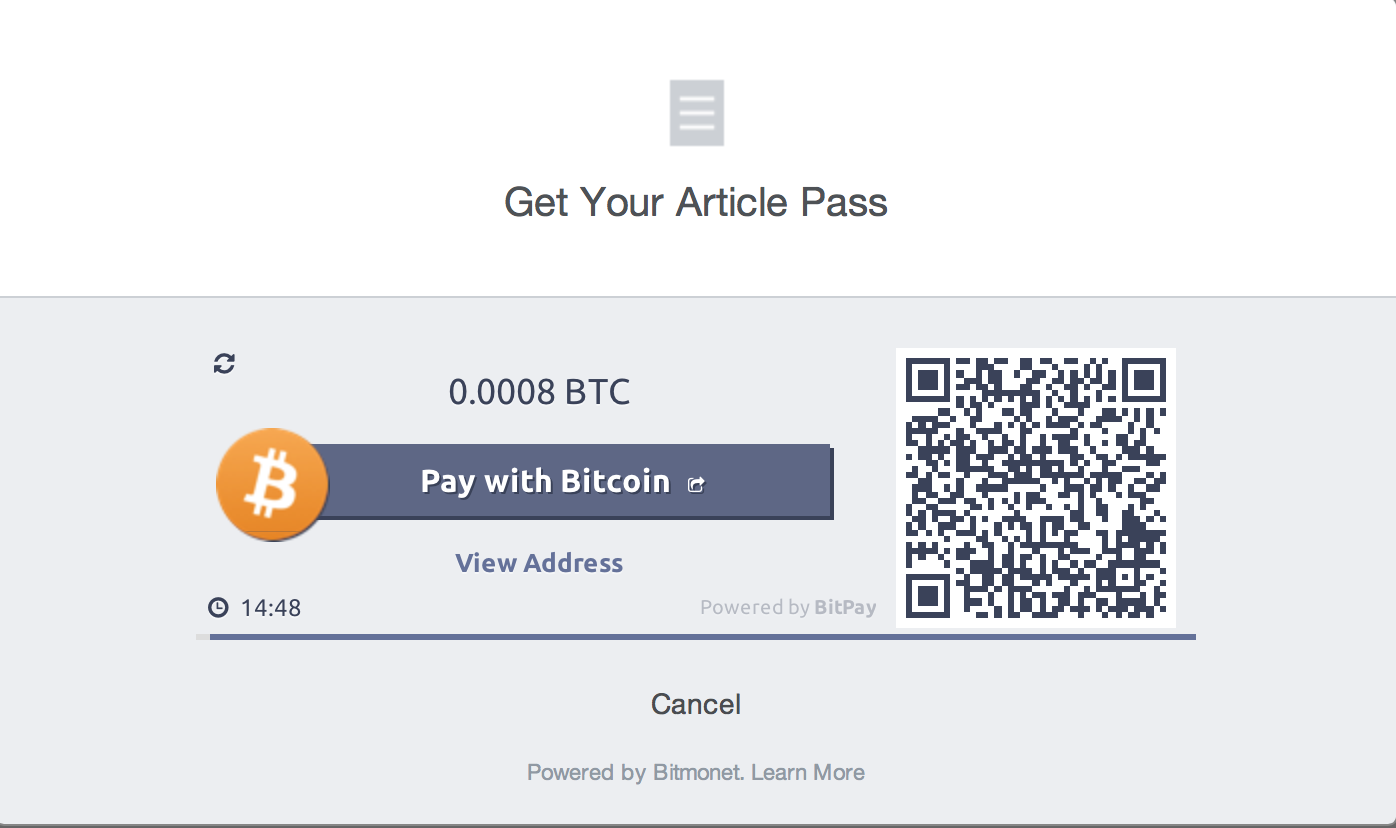 Get Your Article Pass
0.0008 BTC
Pay with Bitcoin
View Address
14:48
Powered by BitPay
Cancel
Powered by Bitmonet. Learn More